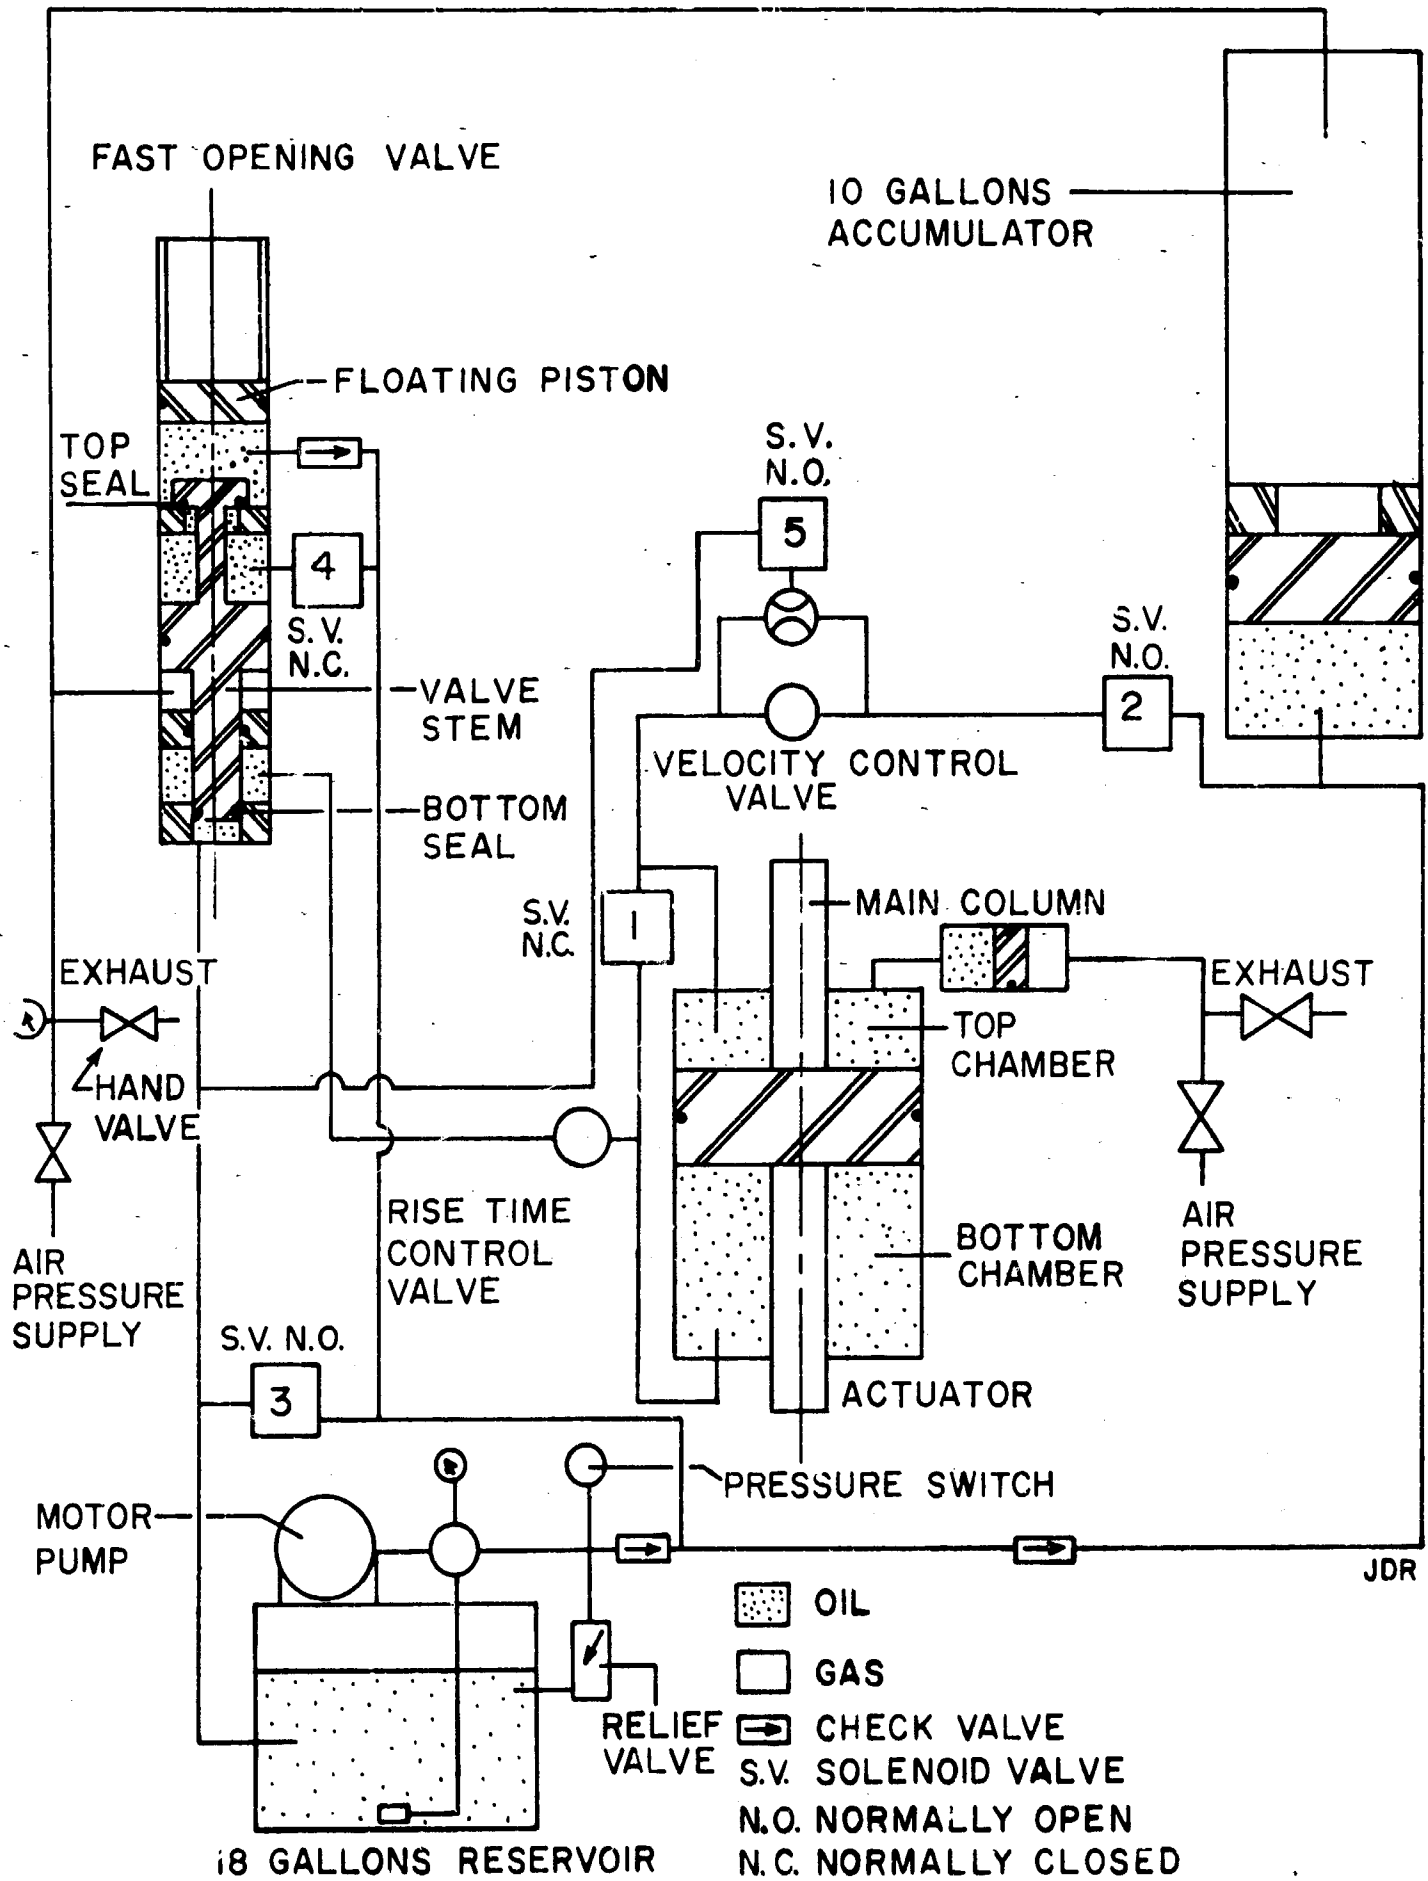 FAST OPENING VALVE
10 GALLONS
ACCUMULATOR
FLOATING PISTON
TOP
SEAL
S.V.
N.O.
5
4
S.V.
N.C.
S.V.
N.O.
2
VALVE
STEM
VELOCITY CONTROL
VALVE
BOTTOM
SEAL
S.V.
N.C.
1
MAIN COLUMN
EXHAUST
EXHAUST
TOP
CHAMBER
HAND
VALVE
RISE TIME
CONTROL
VALVE
BOTTOM
CHAMBER
AIR
PRESSURE
SUPPLY
AIR
PRESSURE
SUPPLY
S.V. N.O.
3
ACTUATOR
PRESSURE SWITCH
MOTOR
PUMP
JDR
OIL
GAS
RELIEF
VALVE
CHECK VALVE
S.V. SOLENOID VALVE
N.O. NORMALLY OPEN
N.C. NORMALLY CLOSED
18 GALLONS RESERVOIR